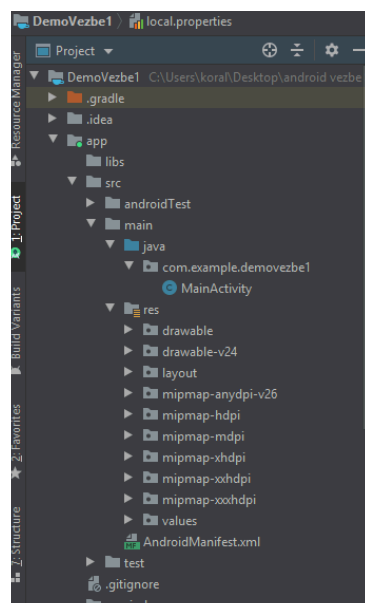 DemoVezbe1 local.properties
Project
DemoVezbe1 C:\Users\koral\Desktop\android vezbe
.gradle
.idea
app
libs
src
androidTest
main
java
com.example.demovezbe1
MainActivity
res
drawable
drawable-v24
layout
mipmap-anydpi-v26
mipmap-hdpi
mipmap-mdpi
mipmap-xhdpi
mipmap-xxhdpi
mipmap-xxxhdpi
values
AndroidManifest.xml
test
.gitignore
Resource Manager
1: Project
Build Variants
2: Favorites
7: Structure